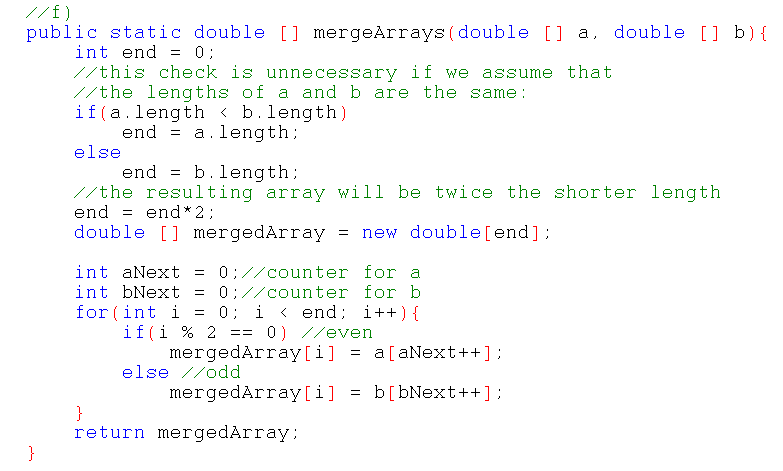 //f)
public static double [] mergeArrays(double [] a, double [] b){
    int end = 0;
    //this check is unnecessary if we assume that
    //the lengths of a and b are the same:
    if(a.length < b.length)
        end = a.length;
    else
        end = b.length;
    //the resulting array will be twice the shorter length
    end = end*2;
    double [] mergedArray = new double[end];

    int aNext = 0;//counter for a
    int bNext = 0;//counter for b
    for(int i = 0; i < end; i++){
        if(i % 2 == 0) //even
            mergedArray[i] = a[aNext++];
        else //odd
            mergedArray[i] = b[bNext++];
    }
    return mergedArray;
}